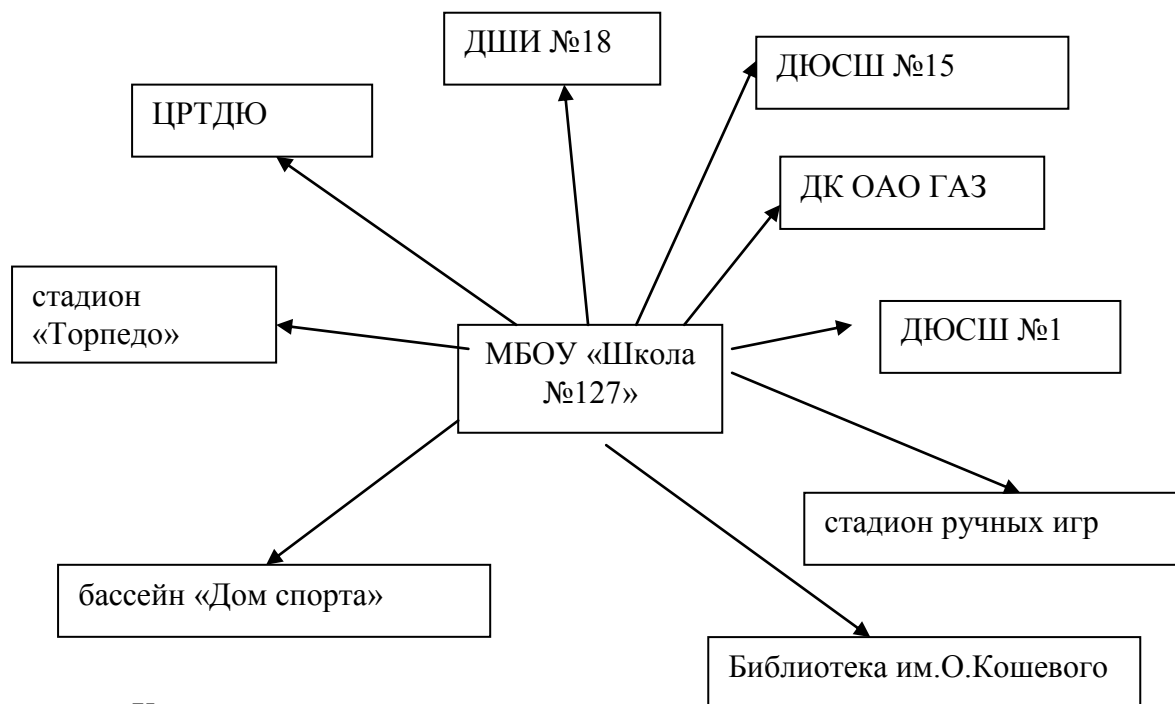 ДШИ №18
ДЮСШ №15
ЦРТДЮ
ДК ОАО ГАЗ
стадион
«Торпедо»
ДЮСШ №1
МБОУ «Школа
№127»
стадион ручных игр
бассейн «Дом спорта»
Библиотека им.О.Кошевого